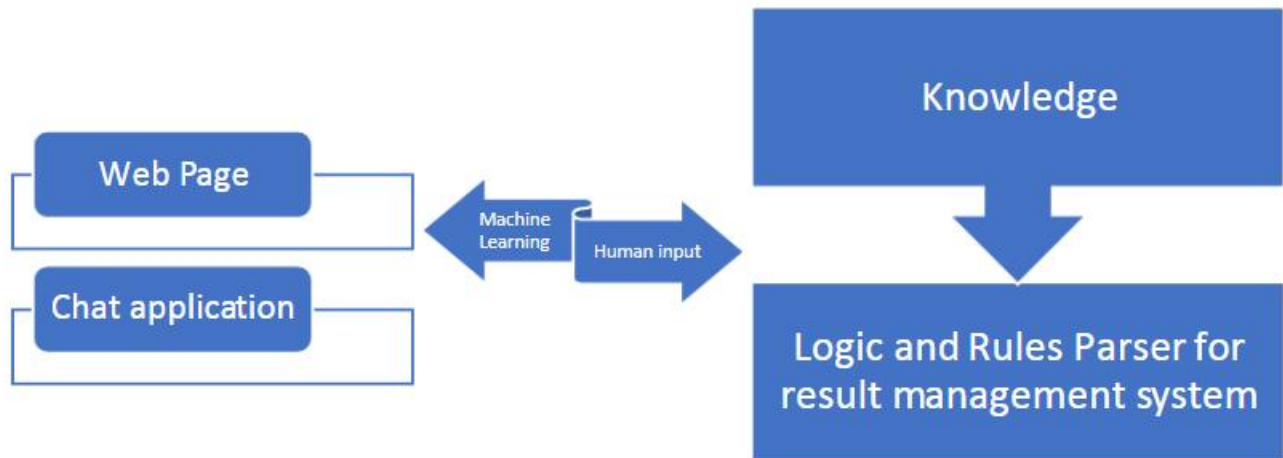 Web Page
Chat application
Machine
Learning
Human input
Knowledge
Logic and Rules Parser for
result management system